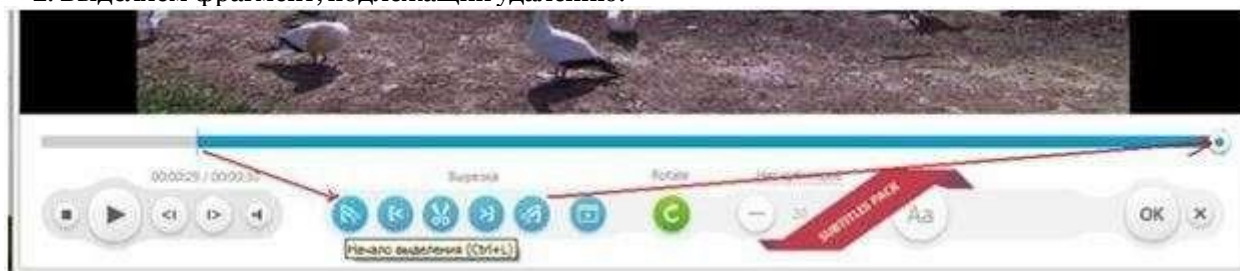 2. Выделяем фрагмент, подлежащий удалению.
00:00:29 / 00:00:30
Вырезка
Rotate
SUBTITLES PACK
Aa
OK
Начало выделения (Ctrl+L)